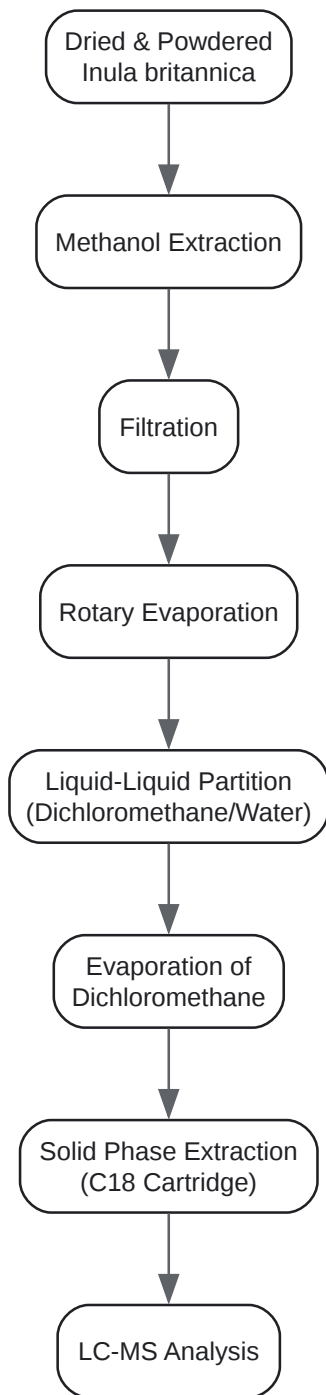 Dried & Powdered
Inula britannica
Methanol Extraction
Filtration
Rotary Evaporation
Liquid-Liquid Partition
(Dichloromethane/Water)
Evaporation of
Dichloromethane
Solid Phase Extraction
(C18 Cartridge)
LC-MS Analysis